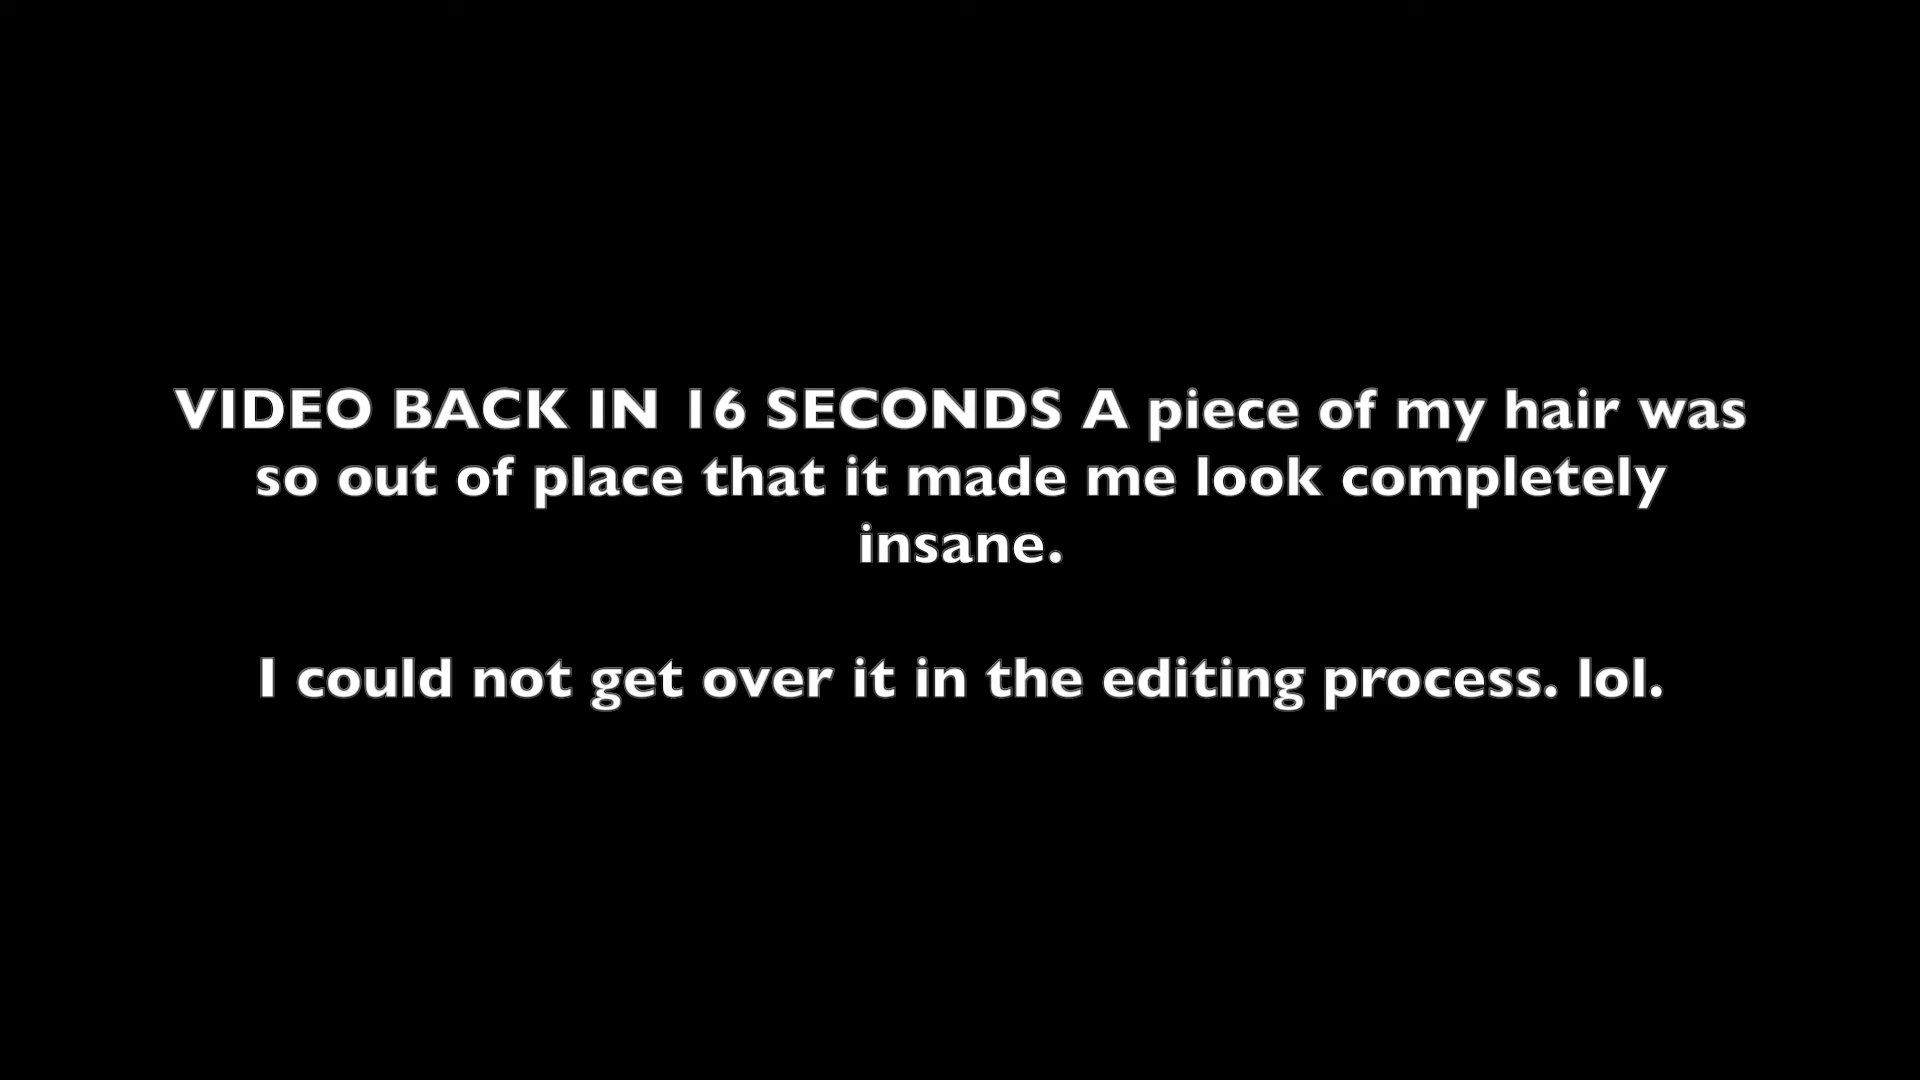 VIDEO BACK IN 16 SECONDS A piece of my hair was
so out of place that it made me look completely
insane.
I could not get over it in the editing process. lol.